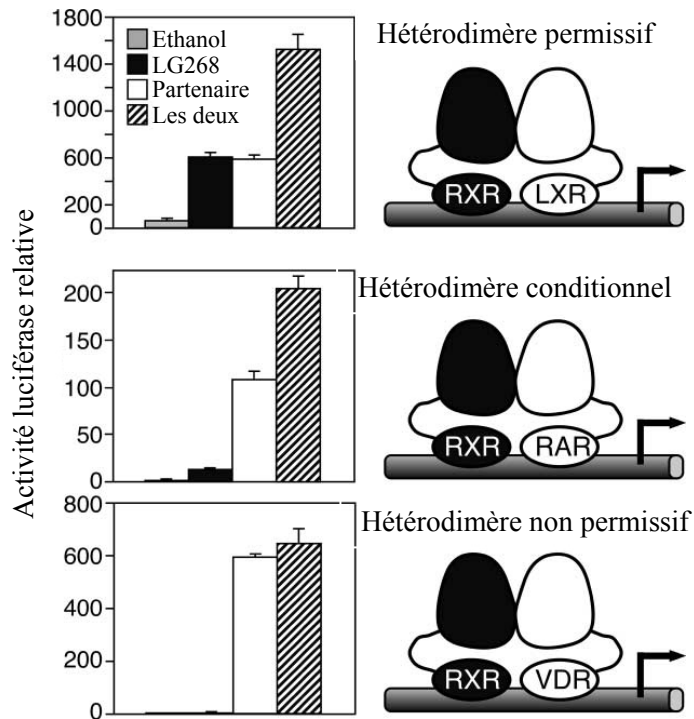 Activité luciférase relative
1800
1400
1000
600
200
0
Ethanol
LG268
Partenaire
Les deux
Hétérodimère permissif
RXR
LXR
200
150
100
50
0
Hétérodimère conditionnel
RXR
RAR
800
600
400
200
0
Hétérodimère non permissif
RXR
VDR